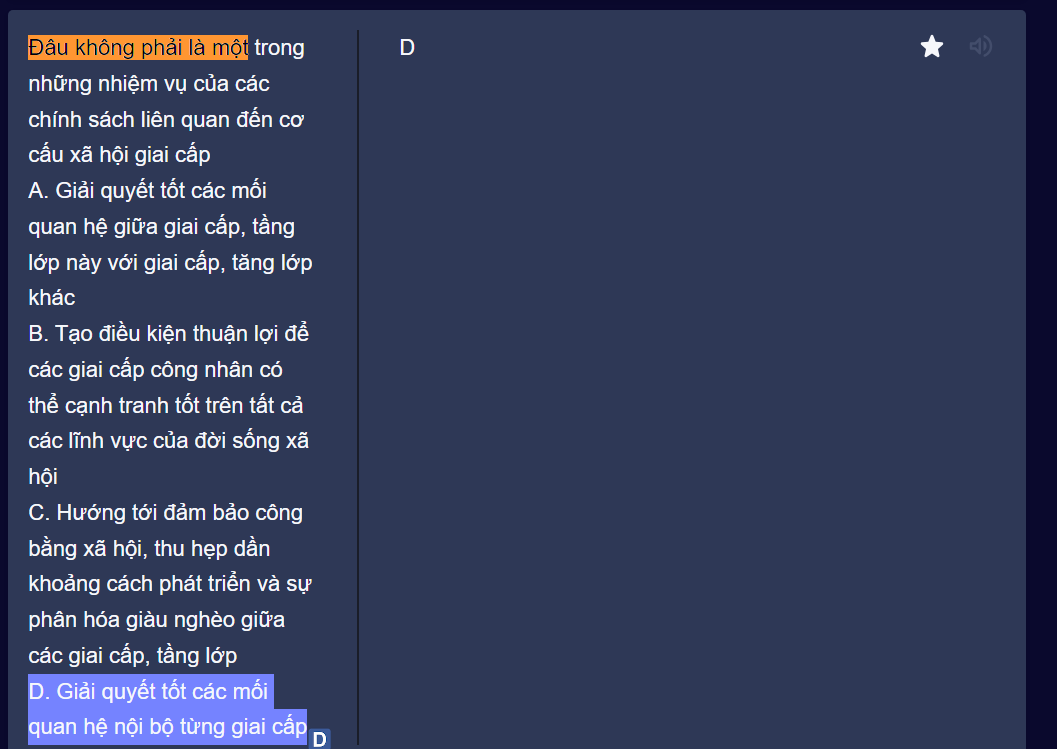 Đâu không phải là một trong
những nhiệm vụ của các
chính sách liên quan đến cơ
cấu xã hội giai cấp
A. Giải quyết tốt các mối
quan hệ giữa giai cấp, tầng
lớp này với giai cấp, tăng lớp
khác
B. Tạo điều kiện thuận lợi để
các giai cấp công nhân có
thể cạnh tranh tốt trên tất cả
các lĩnh vực của đời sống xã
hội
C. Hướng tới đảm bảo công
bằng xã hội, thu hẹp dần
khoảng cách phát triển và sự
phân hóa giàu nghèo giữa
các giai cấp, tầng lớp
D. Giải quyết tốt các mối
quan hệ nội bộ từng giai cấp
D
D